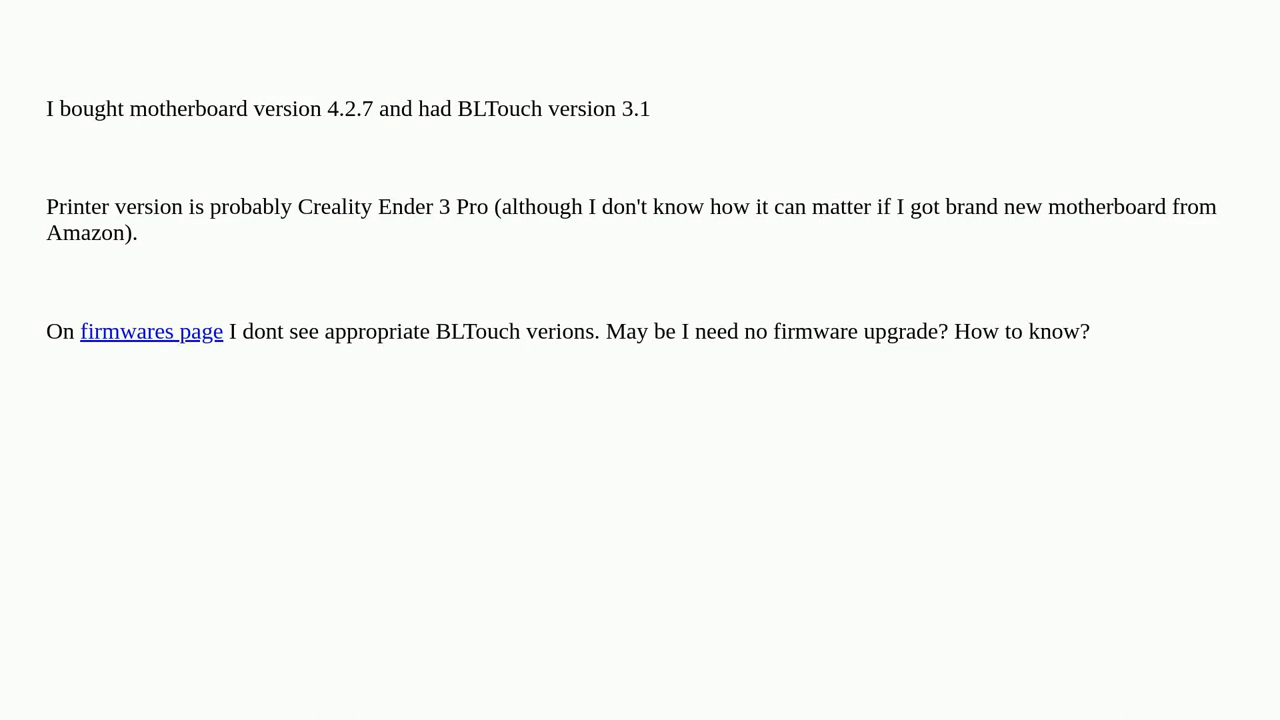 I bought motherboard version 4.2.7 and had BLTouch version 3.1
Printer version is probably Creality Ender 3 Pro (although I don't know how it can matter if I got brand new motherboard from
Amazon).
On firmwares page I dont see appropriate BLTouch verions. May be I need no firmware upgrade? How to know?